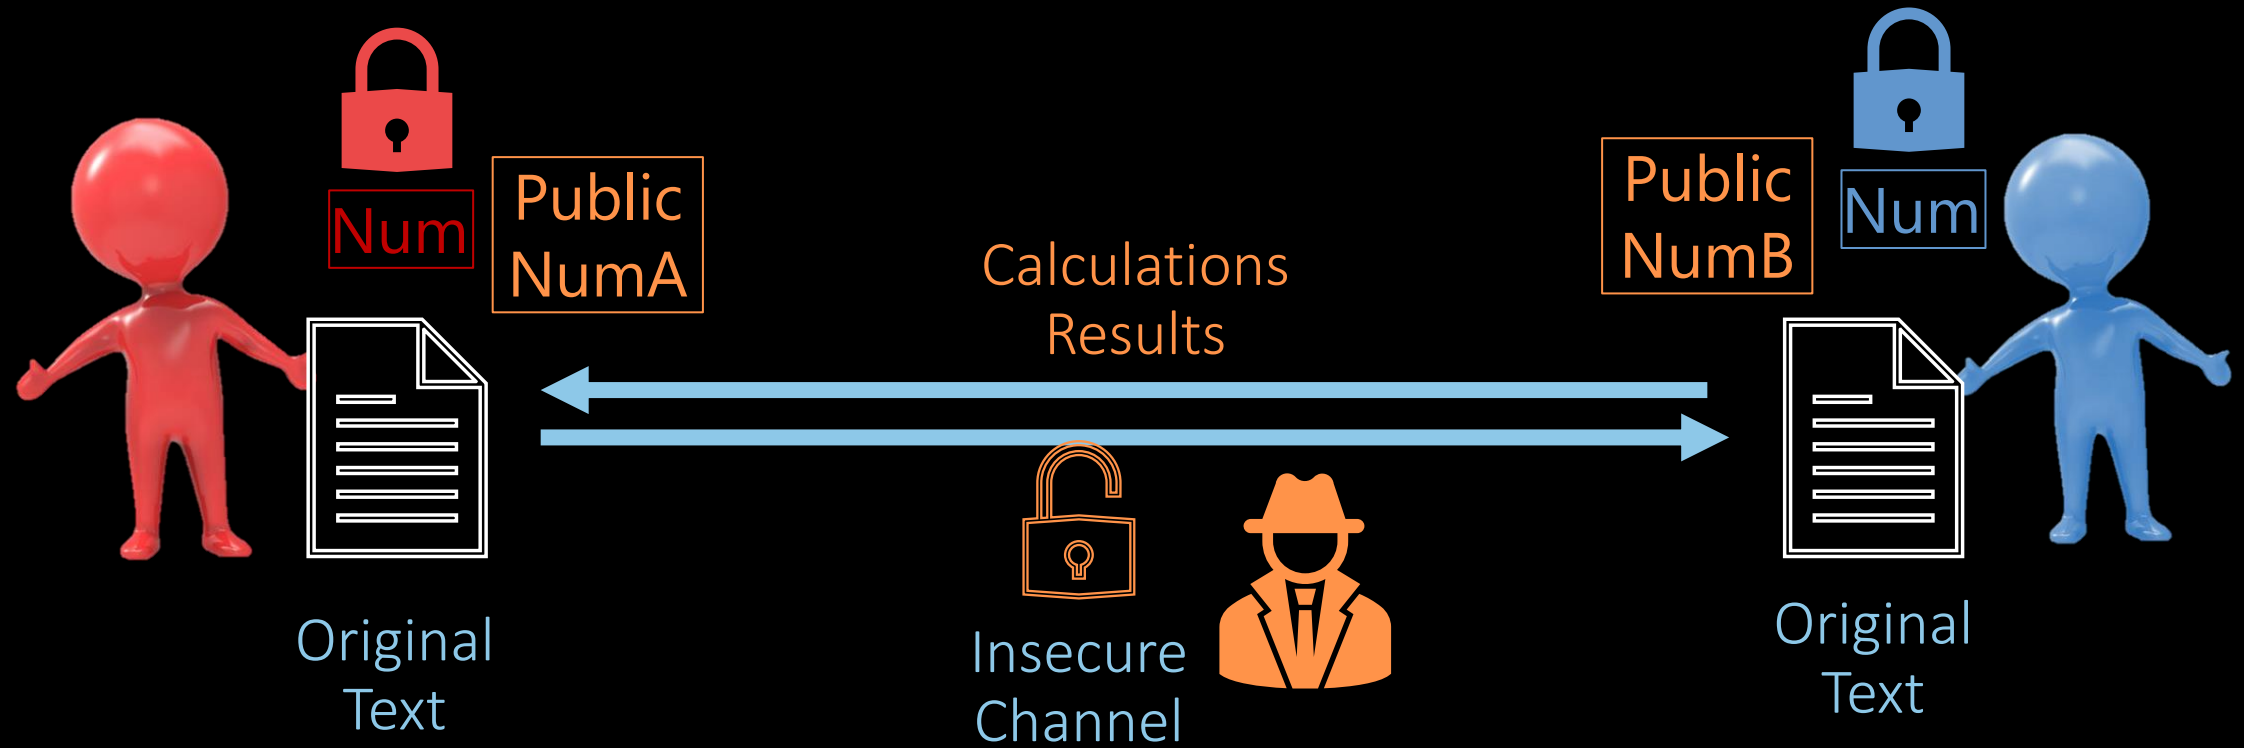 Num
Public
NumA
Calculations
Results
Public
NumB
Num
Original
Text
Insecure
Channel
Original
Text